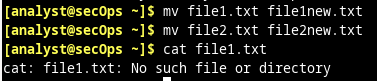 [analyst@secOps ~]$ mv file1.txt file1new.txt
[analyst@secOps ~]$ mv file2.txt file2new.txt
[analyst@secOps ~]$ cat file1.txt
cat: file1.txt: No such file or directory